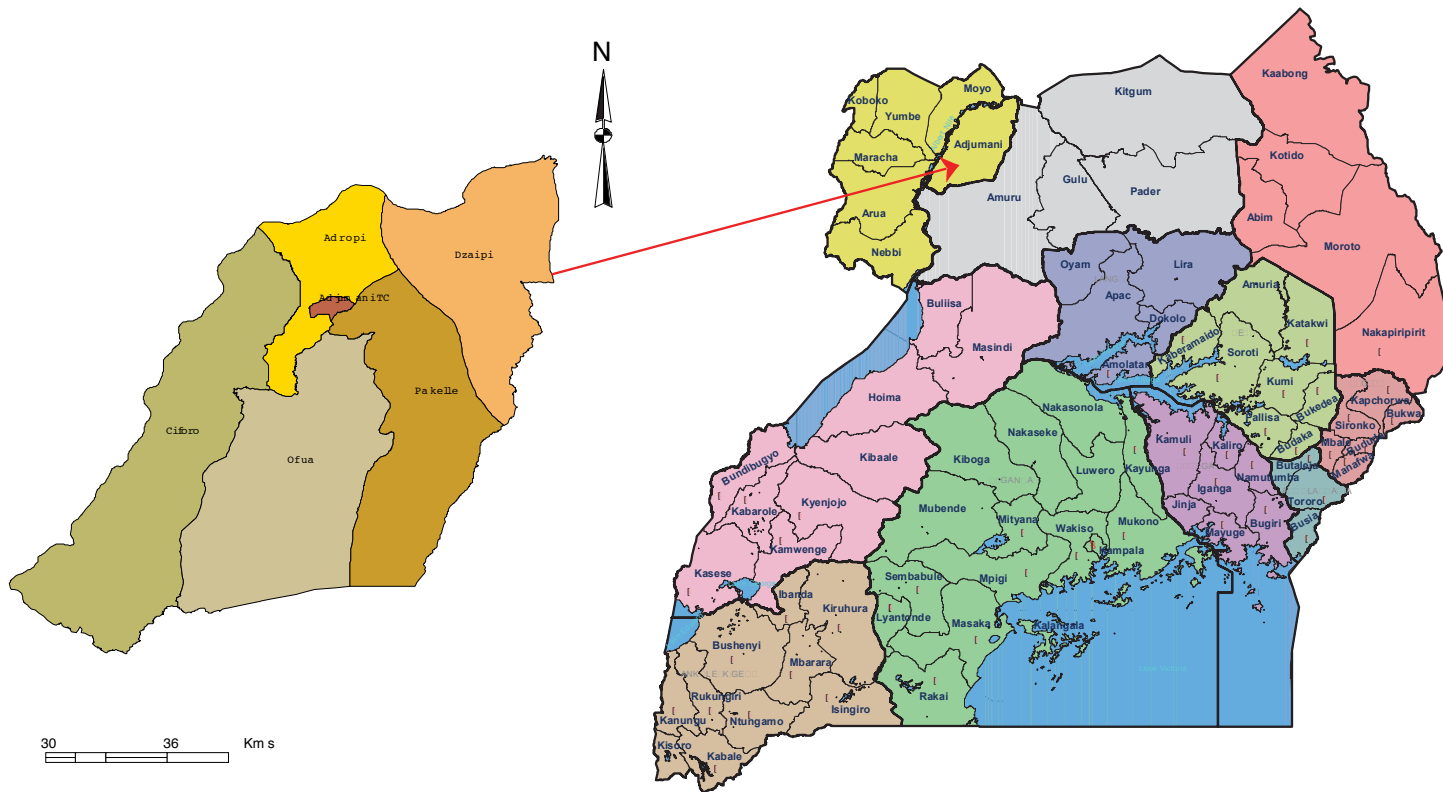 N
Adropi
Dzaipi
Pakelle
Ofua
30
36
Km s
Kaabong
Moyo
Kitgum
Koboko
Yumbe
Adjumani
Maracha
Kotido
Gulu
Pader
Amuru
Arua
Abim
Moroto
Nebbi
Oyam
Lira
Amuria
Buliisa
Apac
Katakwi
Dokolo
Kaberamaido
Nakapiripirit
Masindi
Soroti
Amolatar
Kumi
Hoima
Kapchorwa
Nakasonola
Bukedea
Bukwa
Pallisa
Sironko
Nakaseke
Kamuli
Kaliro
Budaka
Mbale
Kibaale
Kiboga
Butaleja
Manafwa
Bundibugyo
Luwero
Kayunga
Namutumba
Iganga
Kabarole
Kyenjojo
Mubende
Jinja
Tororo
Mityana
Wakiso
Mukono
Mayuge
Bugiri
Busia
Kamwenge
Kampala
Kasese
Sembabule
Mpigi
Ibanda
Kiruhura
Lyantonde
Masaka
Kalangala
Bushenyi
Mbarara
Lake Victoria
Rukungiri
Rakai
Kanungu
Ntungamo
Isingiro
Kisoro
Kabale